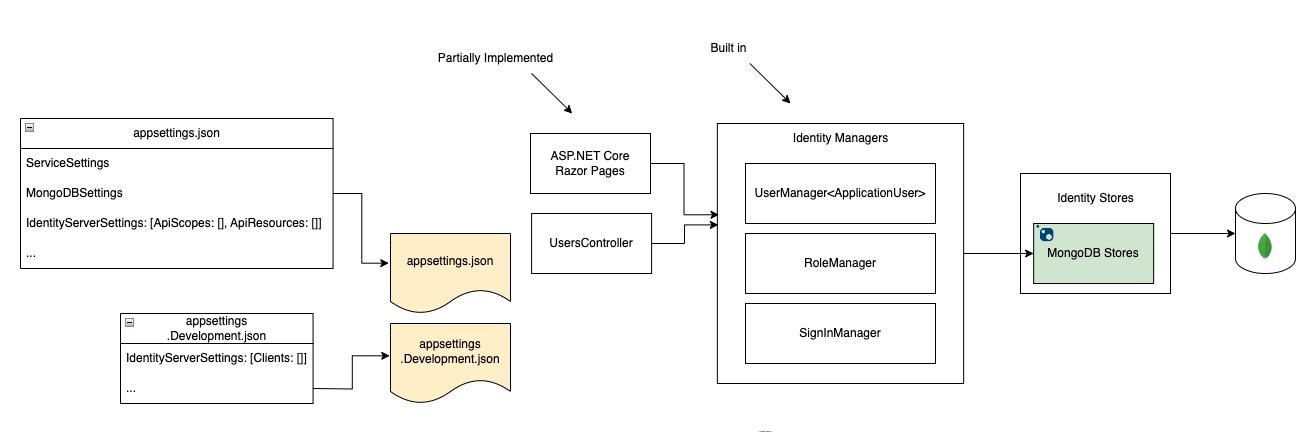 Partially Implemented
Built in
appsettings.json
ServiceSettings
MongoDBSettings
IdentityServerSettings: [ApiScopes: [], ApiResources: []]
...
appsettings.json
appsettings
.Development.json
IdentityServerSettings: [Clients: []]
...
appsettings
.Development.json
ASP.NET Core
Razor Pages
UsersController
Identity Managers
UserManager<ApplicationUser>
RoleManager
SignInManager
Identity Stores
MongoDB Stores